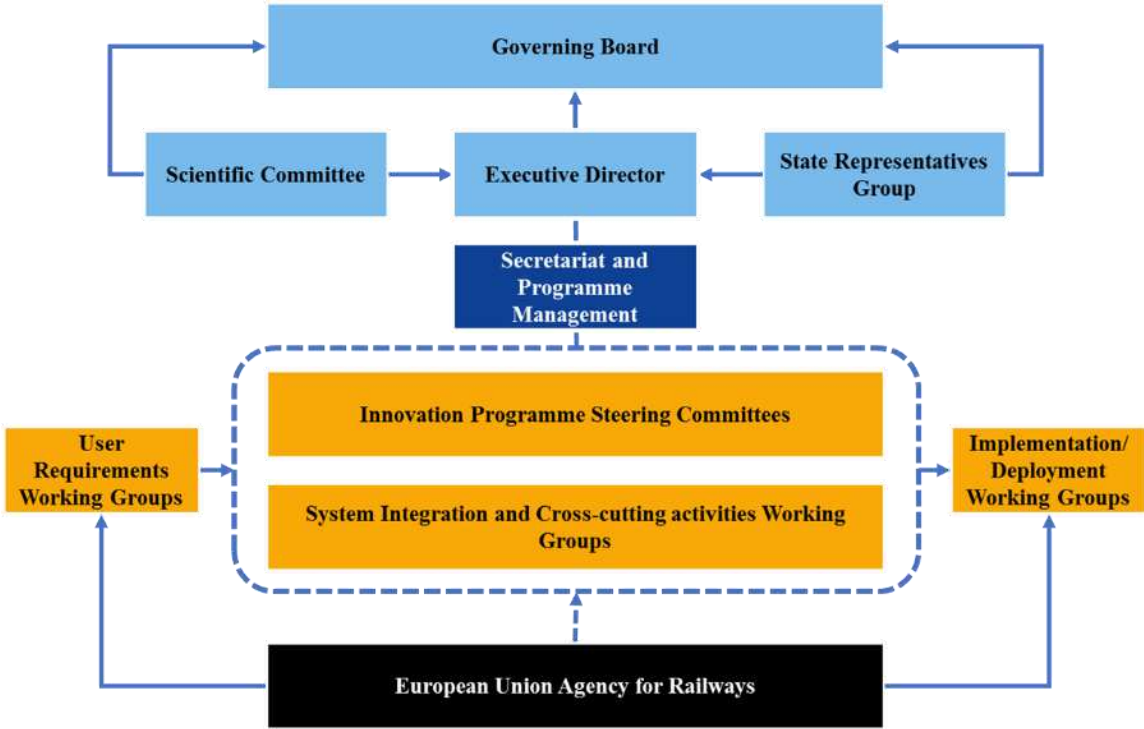 Governing Board
Scientific Committee
Executive Director
State Representatives
Group
Secretariat and
Programme
Management
Innovation Programme Steering Committees
User
Requirements
Working Groups
Implementation/
Deployment
Working Groups
System Integration and Cross-cutting activities Working
Groups
European Union Agency for Railways